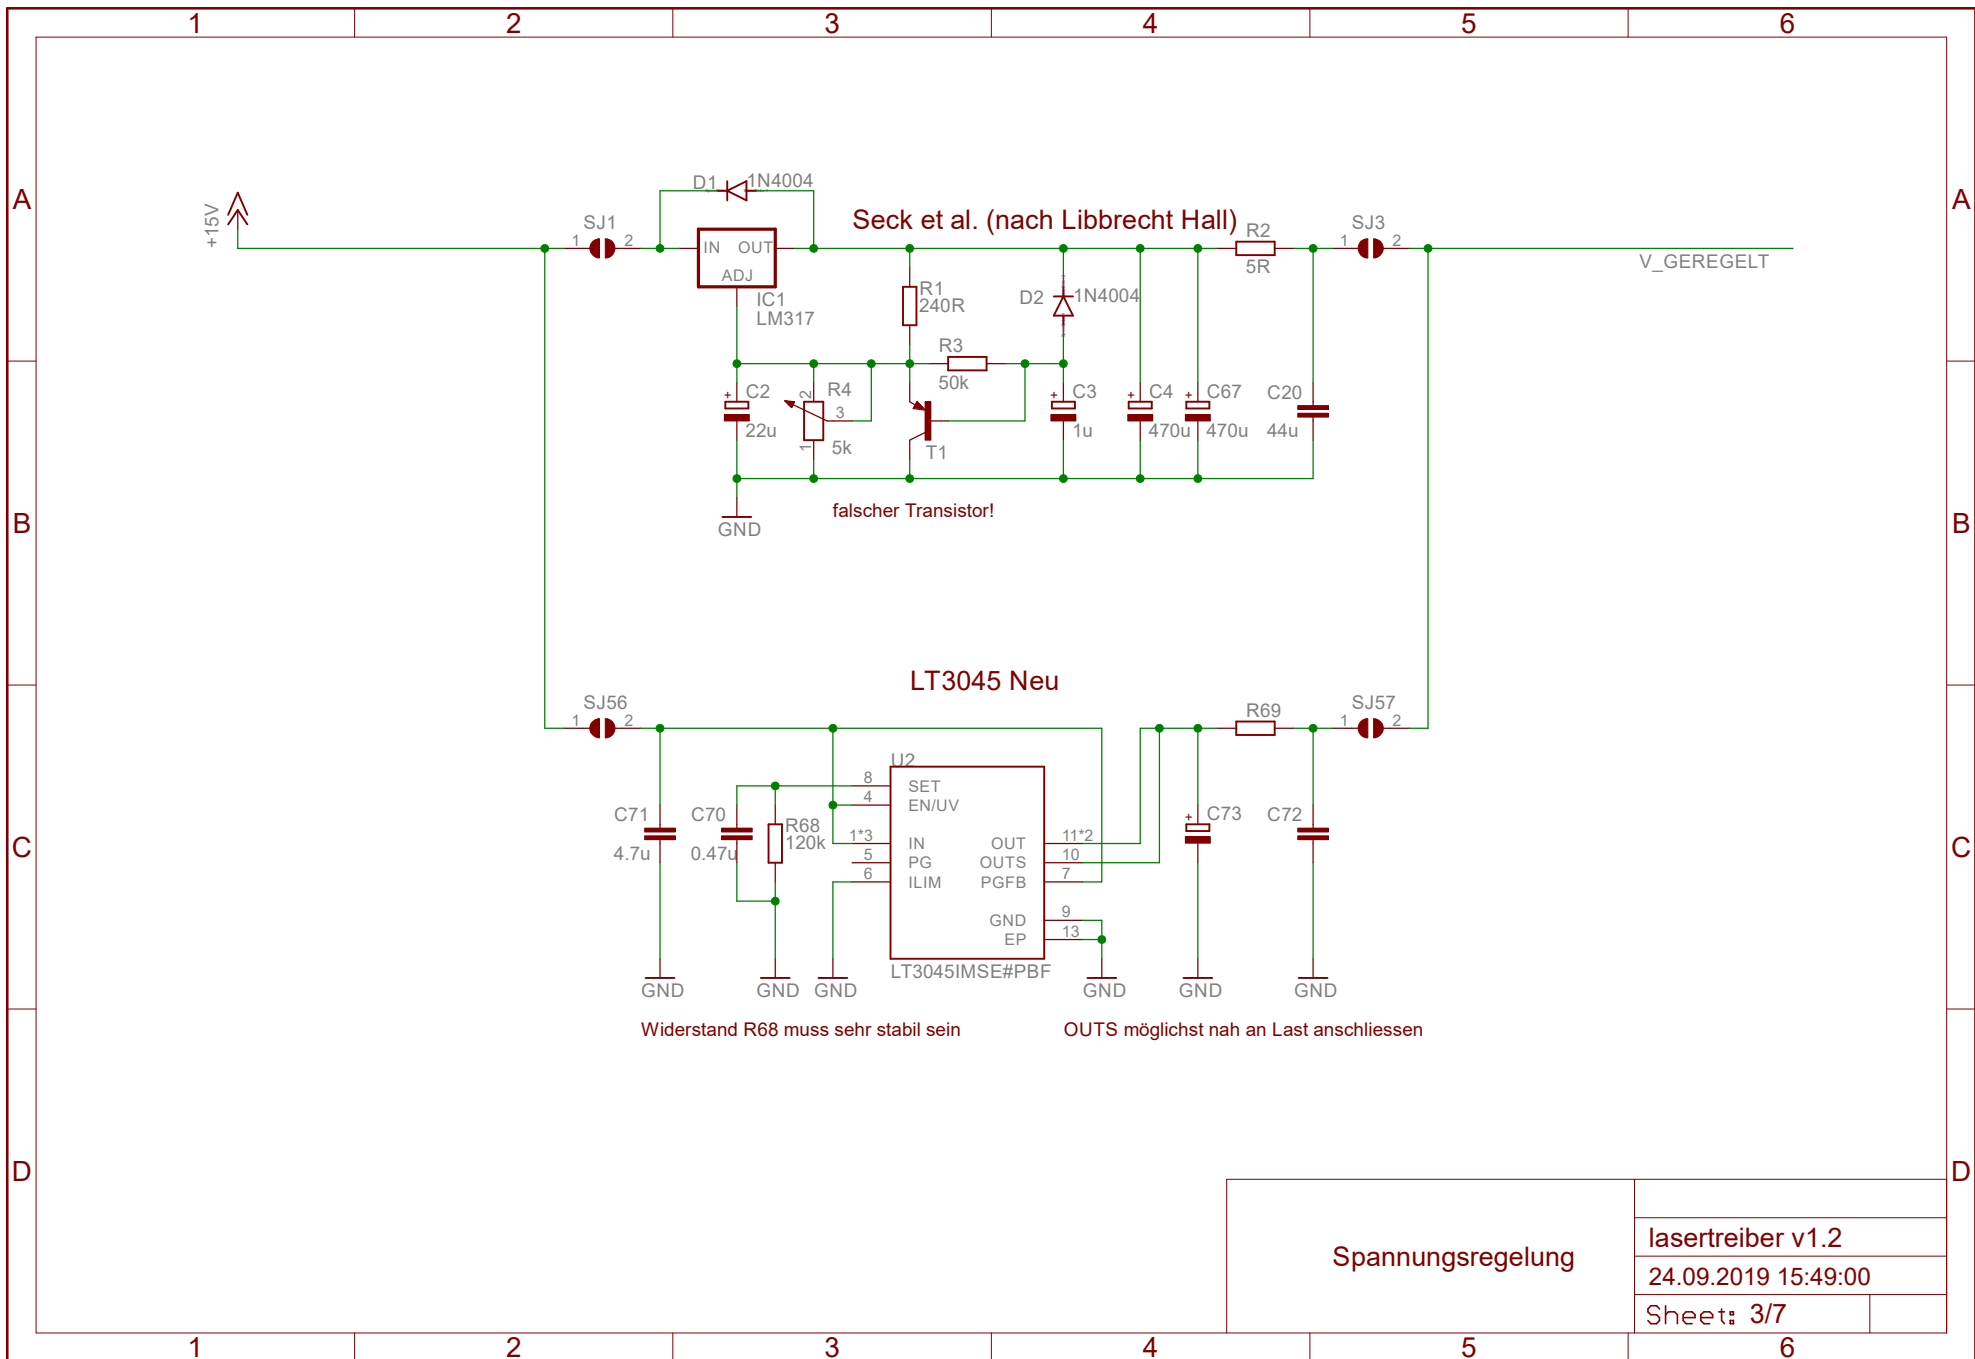 1 2 3 4 5 6
A A
+15V
SJ1
1 2
D1 1N4004
IN OUT
ADJ
IC1
LM317
Seck et al. (nach Libbrecht Hall)
R1
240R
D2 1N4004
R2
5R
SJ3
1 2
V_GEREGELT
R3
50k
C2
22u
R4
2
3
1
5k
T1
C3
1u
C4
470u
C67
470u
C20
44u
falscher Transistor!
GND
B B
LT3045 Neu
SJ56
1 2
R69
SJ57
1 2
U2
8 SET
4 EN/UV
1*3 IN OUT 11*2
5 PG OUTS 10
6 ILIM PGFB 7
GND 9
EP 13
LT3045IMSE#PBF
C71
4.7u
C70
0.47u
R68
120k
C73
C72
C C
GND GND GND GND GND GND
Widerstand R68 muss sehr stabil sein
OUTS möglichst nah an Last anschliessen
D D
Spannungsregelung
lasertreiber v1.2
24.09.2019 15:49:00
Sheet: 3/7
1 2 3 4 5 6